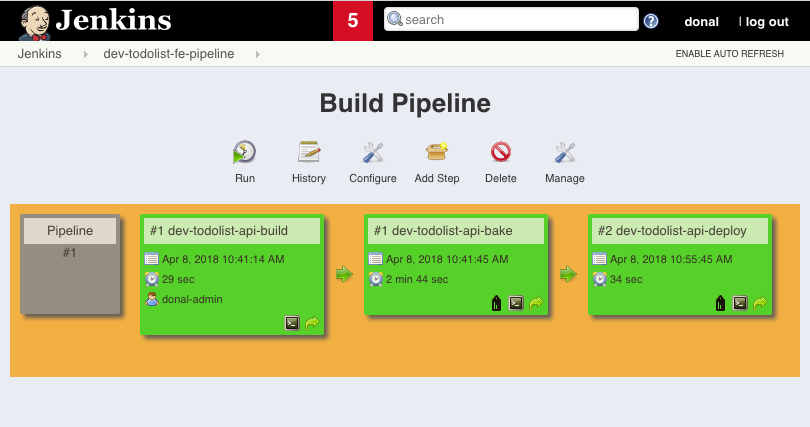 Jenkins
5
search
donal
| log out
Jenkins
dev-todolist-fe-pipeline
ENABLE AUTO REFRESH
Build Pipeline
Run
History
Configure
Add Step
Delete
Manage
Pipeline
#1
#1 dev-todolist-api-build
Apr 8, 2018 10:41:14 AM
29 sec
donal-admin
#1 dev-todolist-api-bake
Apr 8, 2018 10:41:45 AM
2 min 44 sec
#2 dev-todolist-api-deploy
Apr 8, 2018 10:55:45 AM
34 sec